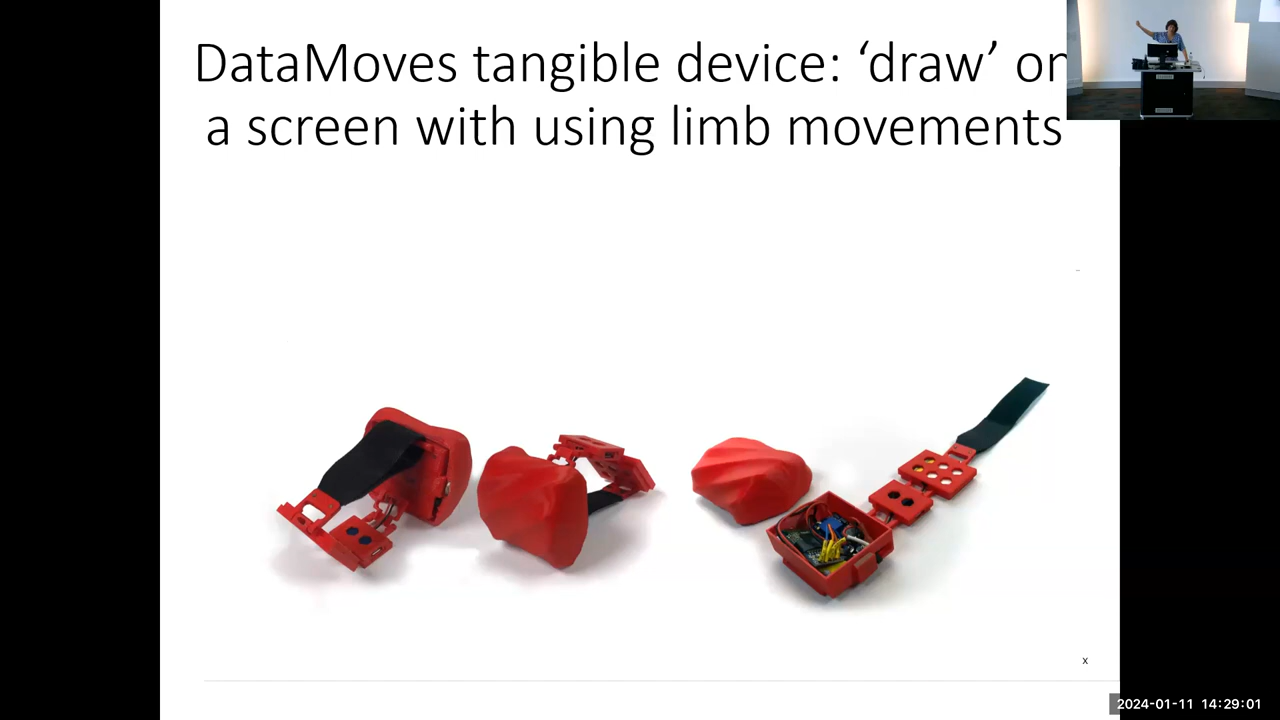 DataMoves tangible device: ‘draw’ on
a screen with using limb movements
x
2024-01-11 14:29:01